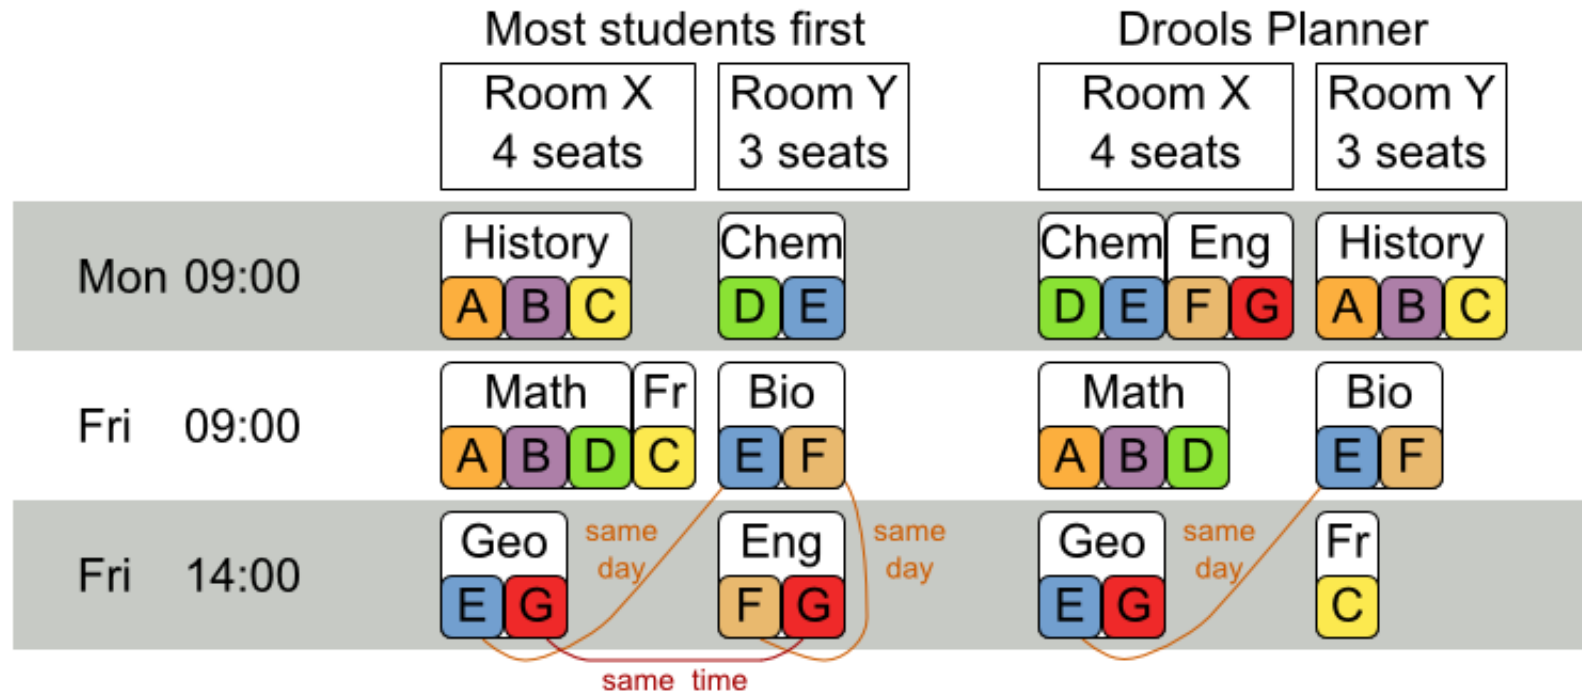 Most students first Drools Planner
Room X Room Y Room X Room Y
4 seats 3 seats 4 seats 3 seats
History Chem Chem Eng History
Mon 09:00 A B C D E D E F G A B C
Math Fr Bio Math Bio
Fri 09:00 A B D C E F A B D E F
Geo same day Eng same day Geo same day Fr
Fri 14:00 E G F G E G C
same time